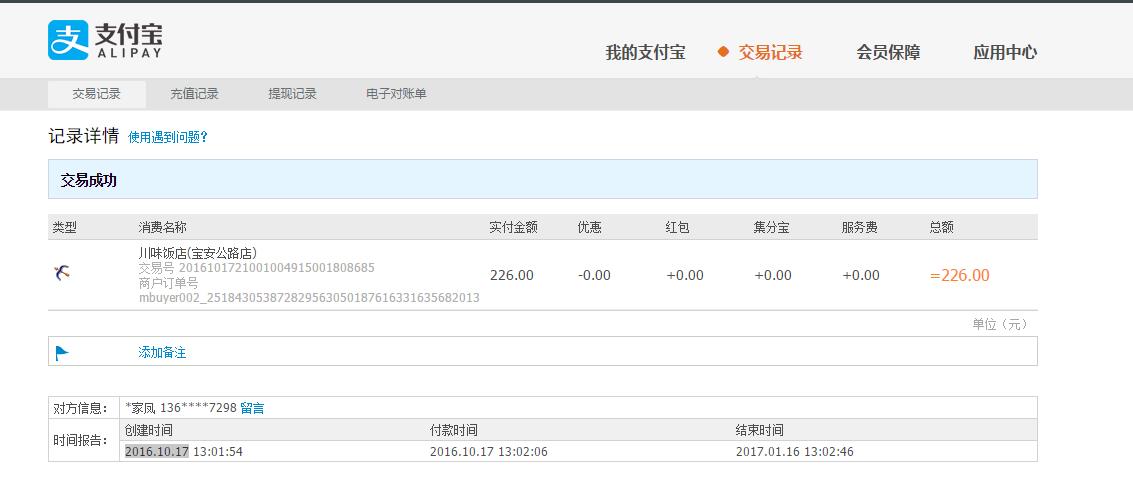 支付宝
ALIPAY
我的支付宝 交易记录 会员保障 应用中心
交易记录 充值记录 提现记录 电子对账单
记录详情 使用遇到问题?
交易成功
类型 消费名称 实付金额 优惠 红包 集分宝 服务费 总额
川味饭店(宝安公路店)
交易号 2016101721001004915001808685
商户订单号
mbuyer002_251843053872829563050187616331635682013
226.00 -0.00 +0.00 +0.00 +0.00 =226.00
单位（元）
添加备注
对方信息： *家凤 136****7298 留言
时间报告： 创建时间 付款时间 结束时间
2016.10.17 13:01:54 2016.10.17 13:02:06 2017.01.16 13:02:46